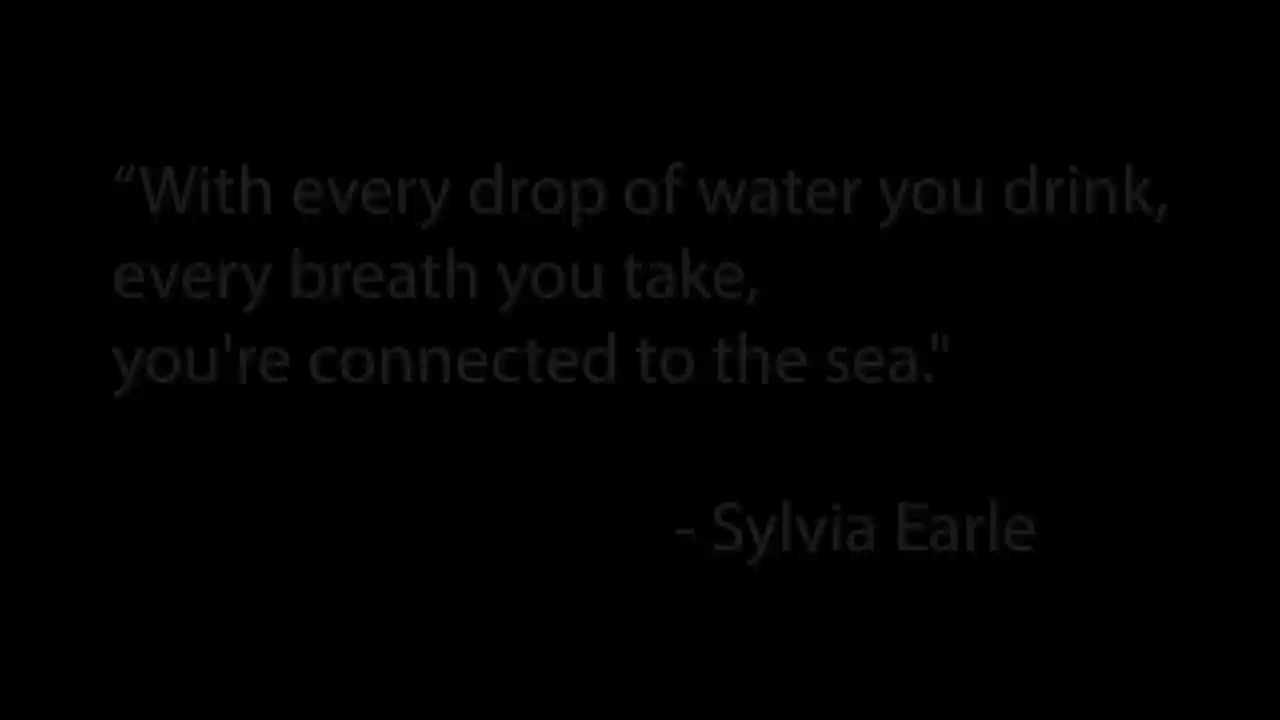 “With every drop of water you drink,
every breath you take,
you're connected to the sea."
- Sylvia Earle